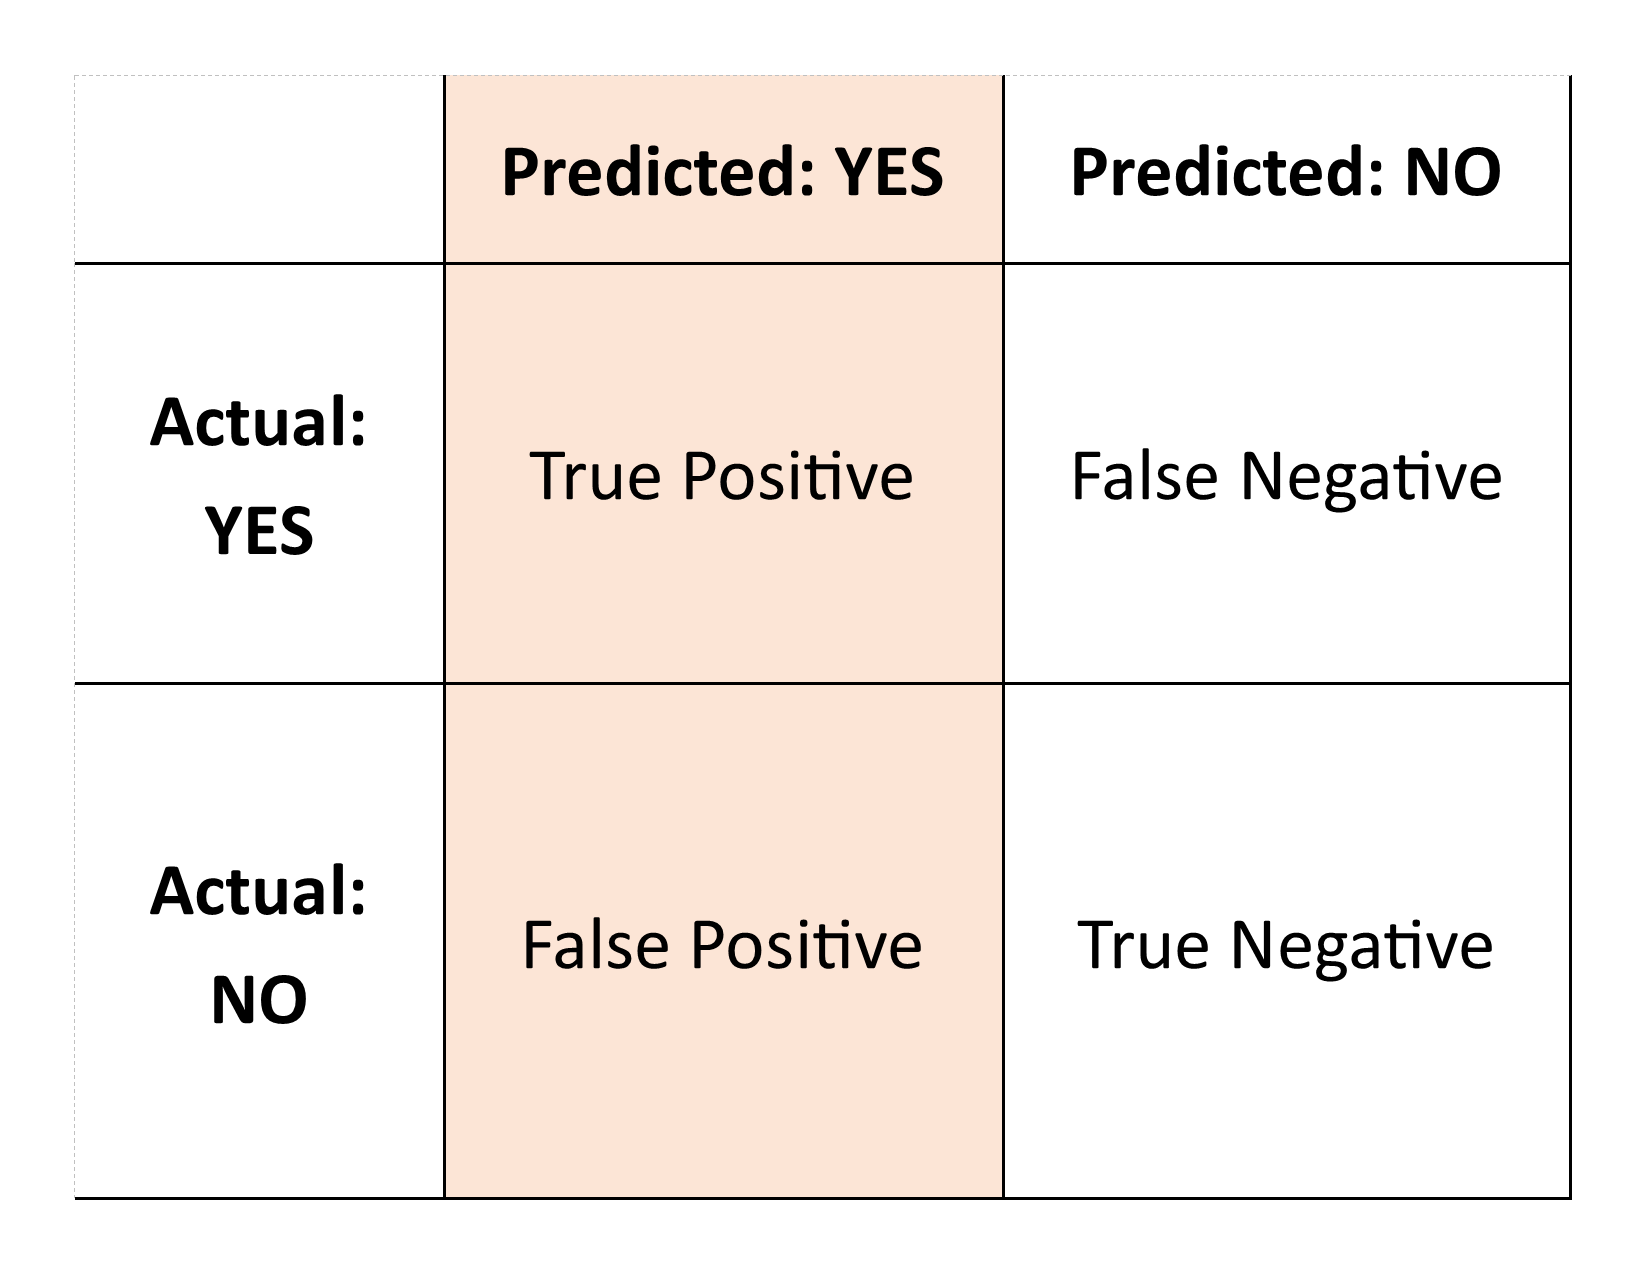 Predicted: YES
Predicted: NO
Actual:
YES
True Positive
False Negative
Actual:
NO
False Positive
True Negative